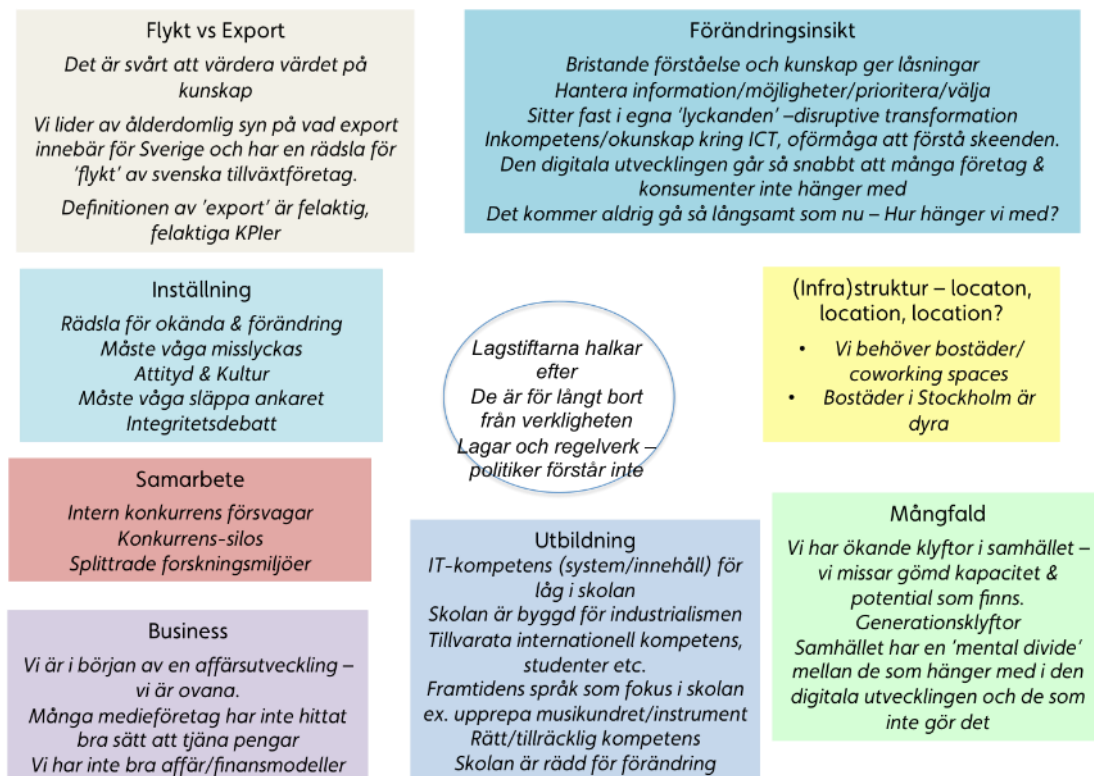 Flykt vs Export
Det är svårt att värdera värdet på
kunskap
Vi lider av ålderdomlig syn på vad export
innebär för Sverige och har en rädsla för
'flykt' av svenska tillväxtföretag.
Definitionen av 'export' är felaktig,
felaktiga KPIer
Förändringsinsikt
Bristande förståelse och kunskap ger låsningar
Hantera information/möjligheter/prioritera/välja
Sitter fast i egna 'lyckanden' –disruptive transformation
Inkompetens/okunskap kring ICT, oförmåga att förstå skeenden.
Den digitala utvecklingen går så snabbt att många företag &
konsumenter inte hänger med
Det kommer aldrig gå så långsamt som nu – Hur hänger vi med?
Inställning
Rädsla för okända & förändring
Måste våga misslyckas
Attityd & Kultur
Måste våga släppa ankaret
Integritetsdebatt
Lagstiftarna halkar
efter
De är för långt bort
från verkligheten
Lagar och regelverk –
politiker förstår inte
(Infra)struktur – locaton,
location, location?
• Vi behöver bostäder/
coworking spaces
• Bostäder i Stockholm är
dyra
Samarbete
Intern konkurrens försvagar
Konkurrens-silos
Splittrade forskningsmiljöer
Utbildning
IT-kompetens (system/innehåll) för
låg i skolan
Skolan är byggd för industrialismen
Tillvarata internationell kompetens,
studenter etc.
Framtidens språk som fokus i skolan
ex. upprepa musikundret/instrument
Rätt/tillräcklig kompetens
Skolan är rädd för förändring
Mångfald
Vi har ökande klyftor i samhället –
vi missar gömd kapacitet &
potential som finns.
Generationsklyftor
Samhället har en 'mental divide'
mellan de som hänger med i den
digitala utvecklingen och de som
inte gör det
Business
Vi är i början av en affärsutveckling –
vi är ovana.
Många medieföretag har inte hittat
bra sätt att tjäna pengar
Vi har inte bra affär/finansmodeller